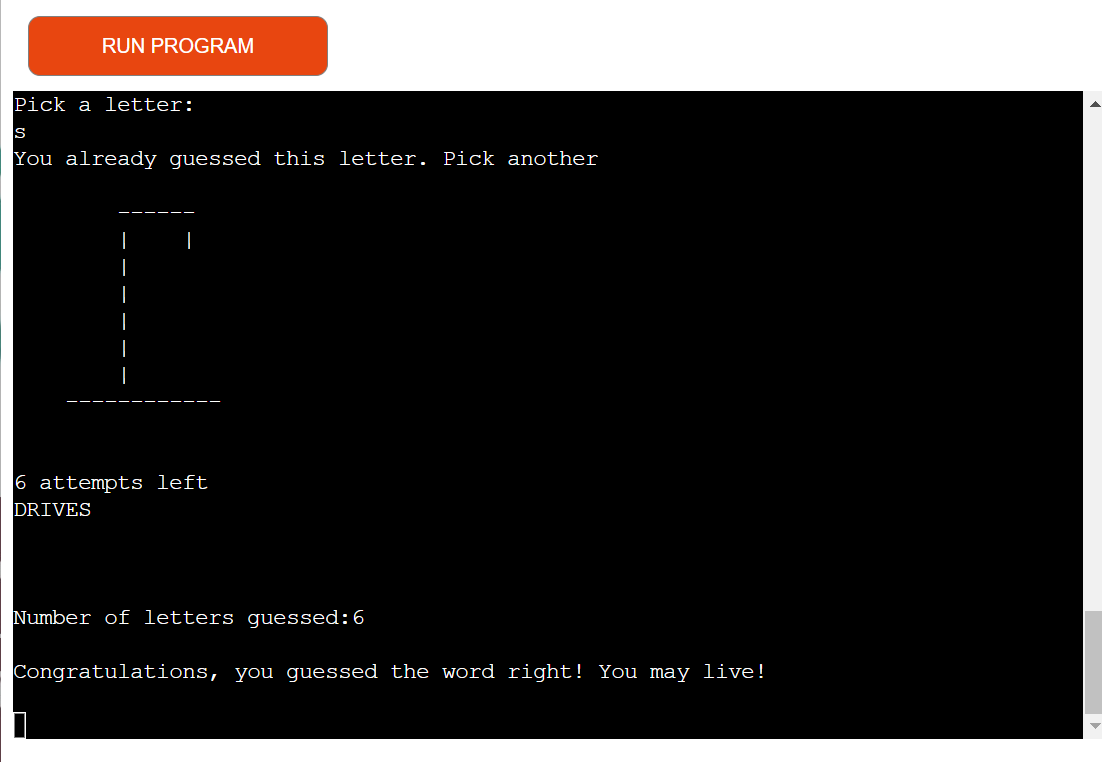 RUN PROGRAM
Pick a letter:
s
You already guessed this letter. Pick another
------
|    |
|
|
|
|
|
------------
6 attempts left
DRIVES
Number of letters guessed:6
Congratulations, you guessed the word right! You may live!